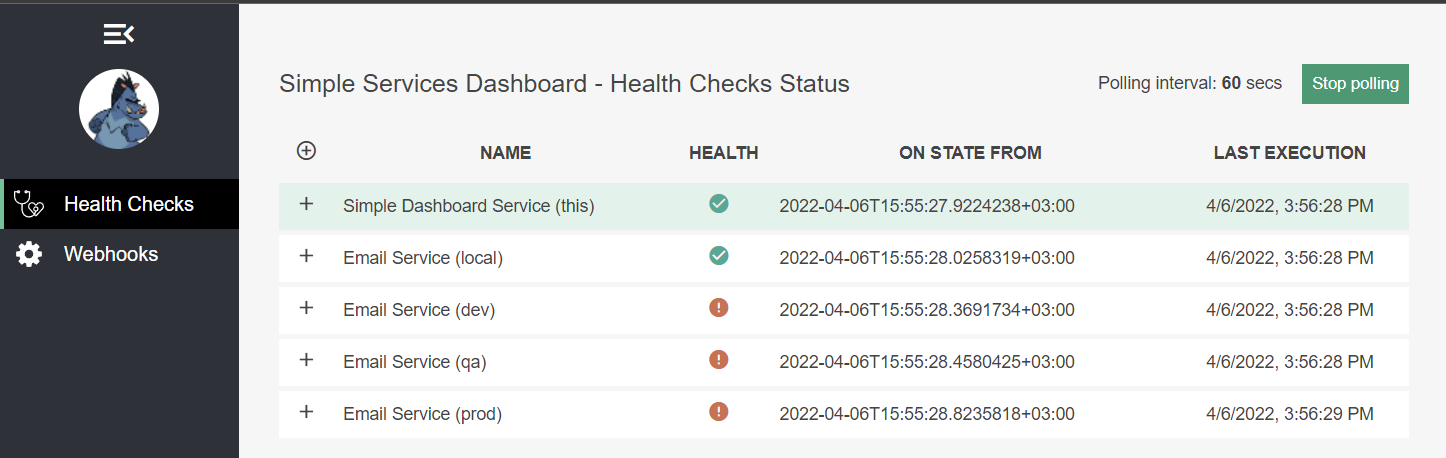 Simple Services Dashboard - Health Checks Status
Polling interval: 60 secs
Stop polling
NAME HEALTH ON STATE FROM LAST EXECUTION
Health Checks
Webhooks
Simple Dashboard Service (this) 2022-04-06T15:55:27.9224238+03:00 4/6/2022, 3:56:28 PM
Email Service (local) 2022-04-06T15:55:28.0258319+03:00 4/6/2022, 3:56:28 PM
Email Service (dev) 2022-04-06T15:55:28.3691734+03:00 4/6/2022, 3:56:28 PM
Email Service (qa) 2022-04-06T15:55:28.4580425+03:00 4/6/2022, 3:56:28 PM
Email Service (prod) 2022-04-06T15:55:28.8235818+03:00 4/6/2022, 3:56:29 PM